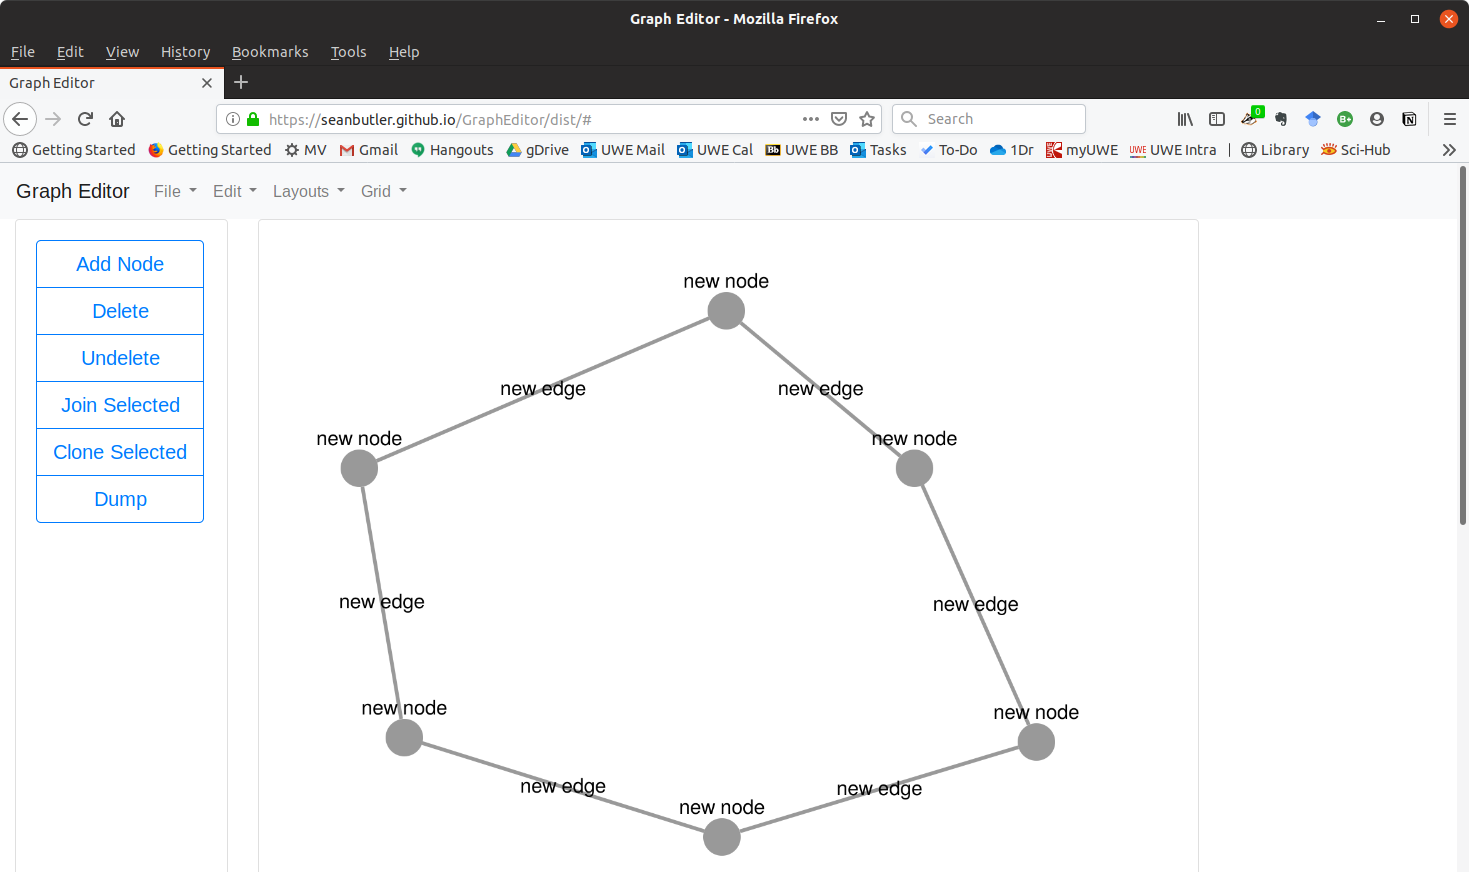 Graph Editor - Mozilla Firefox
File Edit View History Bookmarks Tools Help
Graph Editor
https://seanbutler.github.io/GraphEditor/dist/# Search 0 B+ N
Getting Started Getting Started MV Gmail Hangouts gDrive UWE Mail UWE Cal Bb UWE BB Tasks To-Do 1Dr myUWE UWE UWE Intra | Library Sci-Hub
Graph Editor File Edit Layouts Grid
Add Node
Delete
Undelete
Join Selected
Clone Selected
Dump
new node
new edge new edge
new node new node
new edge new edge
new node new node
new edge new edge
new node